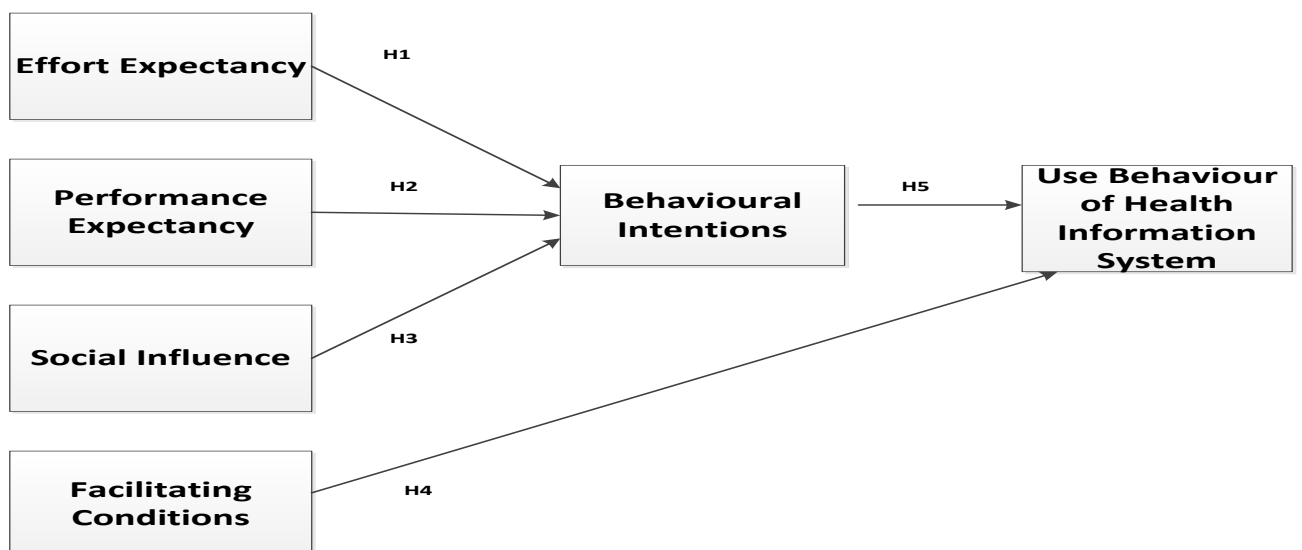 Effort Expectancy
H1
Performance
Expectancy
H2
Social Influence
H3
Facilitating
Conditions
H4
Behavioural
Intentions
H5
Use Behaviour
of Health
Information
System